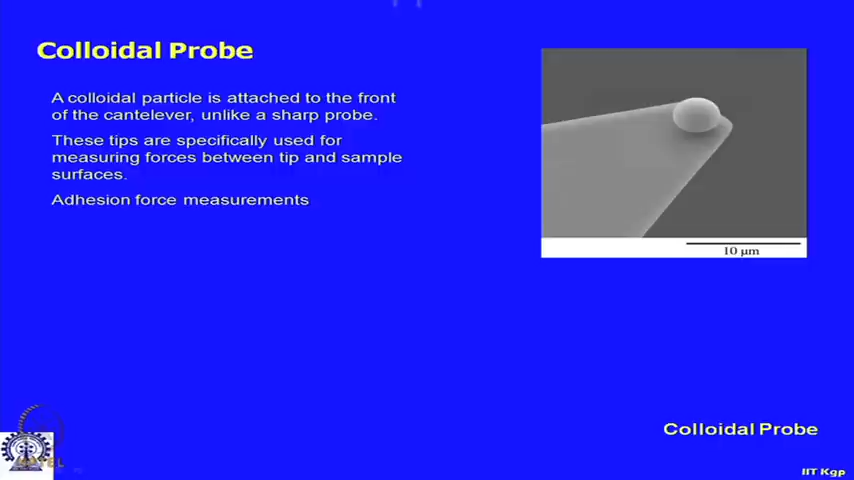 Colloidal Probe
A colloidal particle is attached to the front
of the cantelever, unlike a sharp probe.
These tips are specifically used for
measuring forces between tip and sample
surfaces.
Adhesion force measurements
10 µm
Colloidal Probe
IIT Kgp